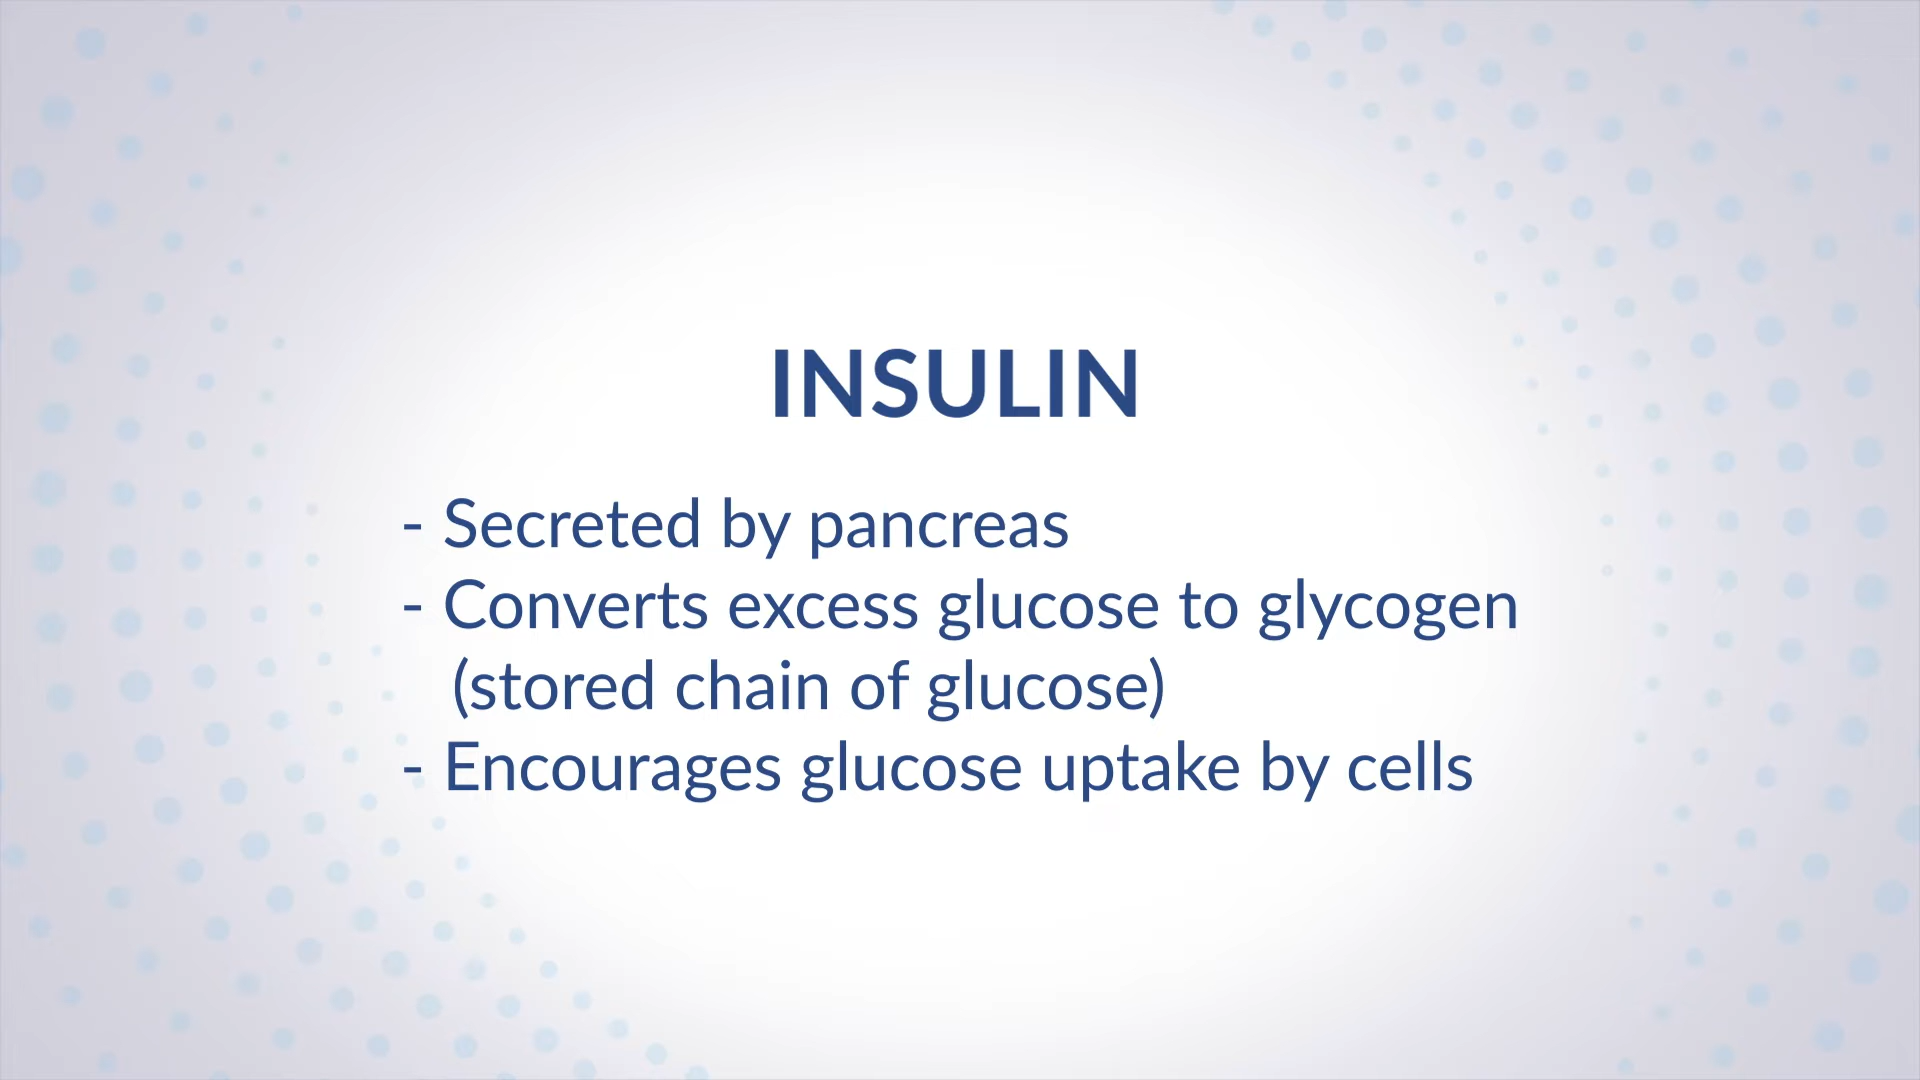 INSULIN
- Secreted by pancreas
- Converts excess glucose to glycogen
(stored chain of glucose)
- Encourages glucose uptake by cells